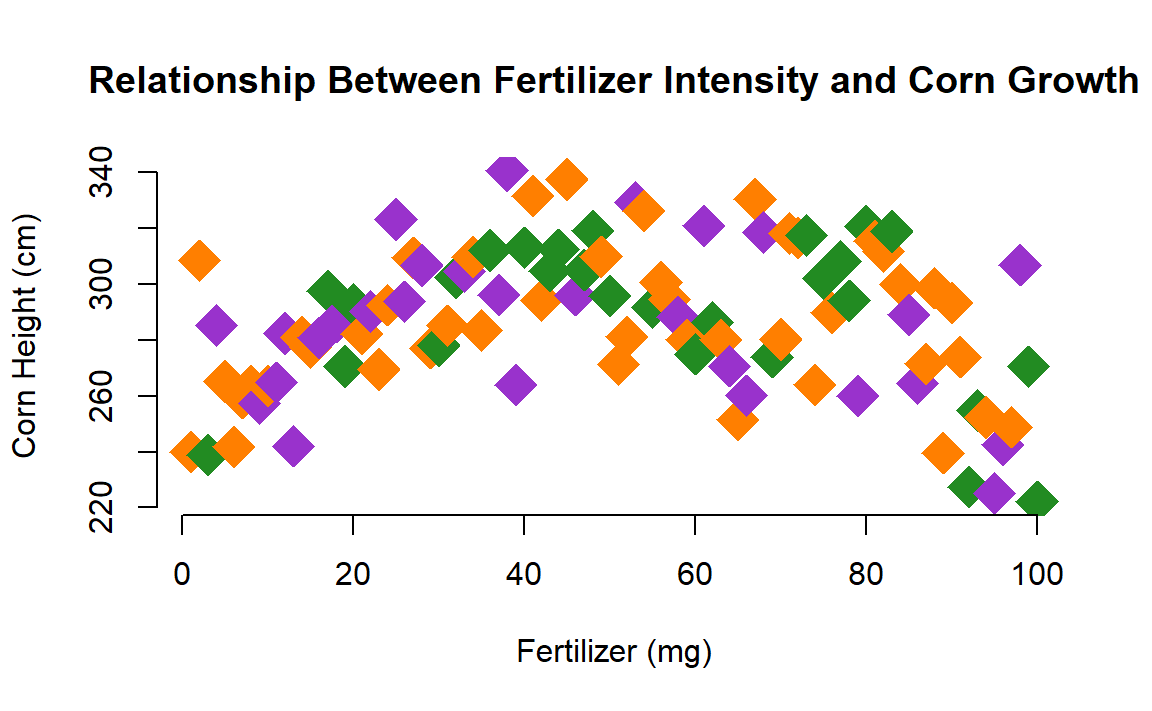 Relationship Between Fertilizer Intensity and Corn Growth
Corn Height (cm)
340
300
260
220
0 20 40 60 80 100
Fertilizer (mg)